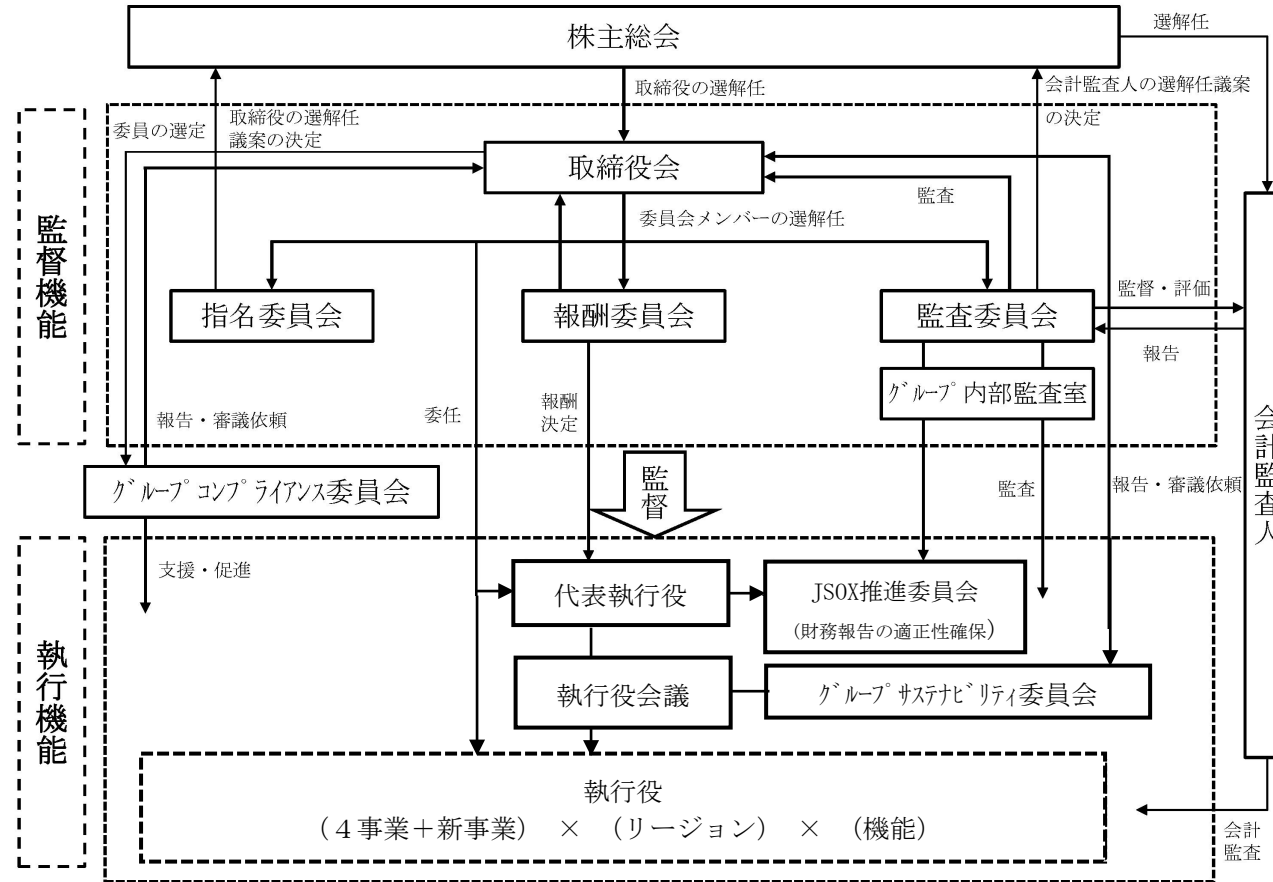 株主総会
選解任
取締役の選解任
会計監査人の選解任議案
の決定
委員の選定
取締役の選解任
議案の決定
取締役会
監査
委員会メンバーの選解任
監督機能
指名委員会
報酬委員会
監査委員会
監督・評価
報告
グループ内部監査室
報告・審議依頼
委任
報酬
決定
会計監査人
グループコンプライアンス委員会
監督
監査
報告・審議依頼
支援・促進
代表執行役
JSOX推進委員会
(財務報告の適正性確保)
執行機能
執行役会議
グループサステナビリティ委員会
執行役
(4事業+新事業) × (リージョン) × (機能)
会計
監査